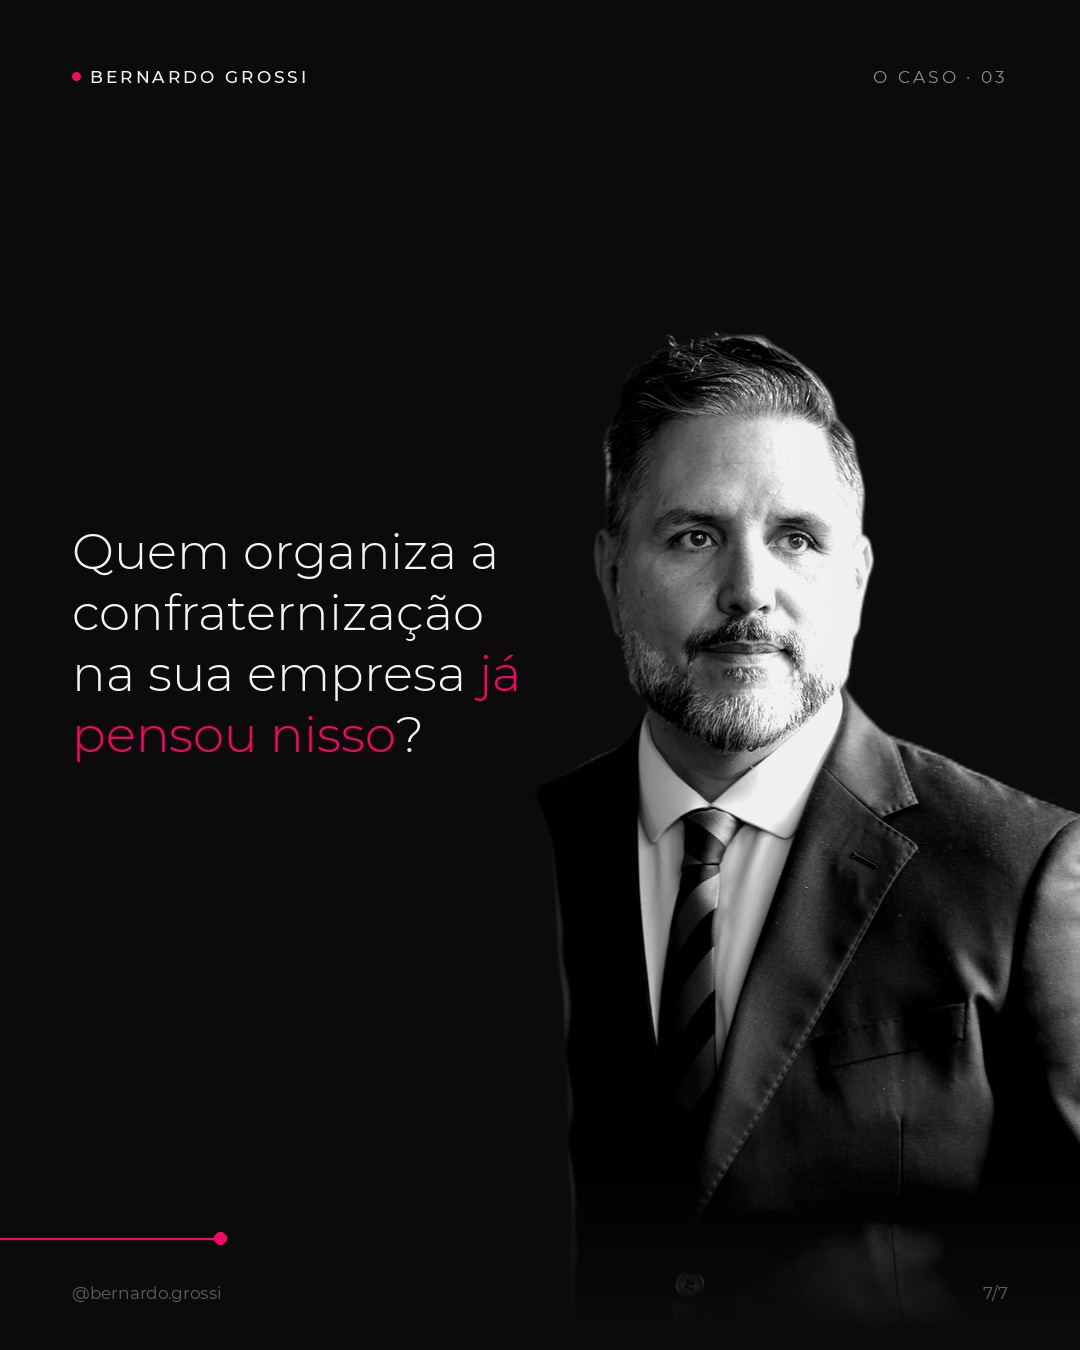 BERNARDO GROSSI
O CASO · 03
Quem organiza a
confraternização
na sua empresa já
pensou nisso?
@bernardo.grossi
7/7